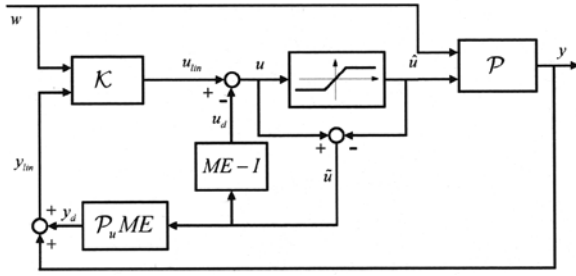 w
y
K
u_lin
+
−
u
û
P
u_d
+
−
y_lin
ME − I
ũ
+
y_d
+
P_u ME